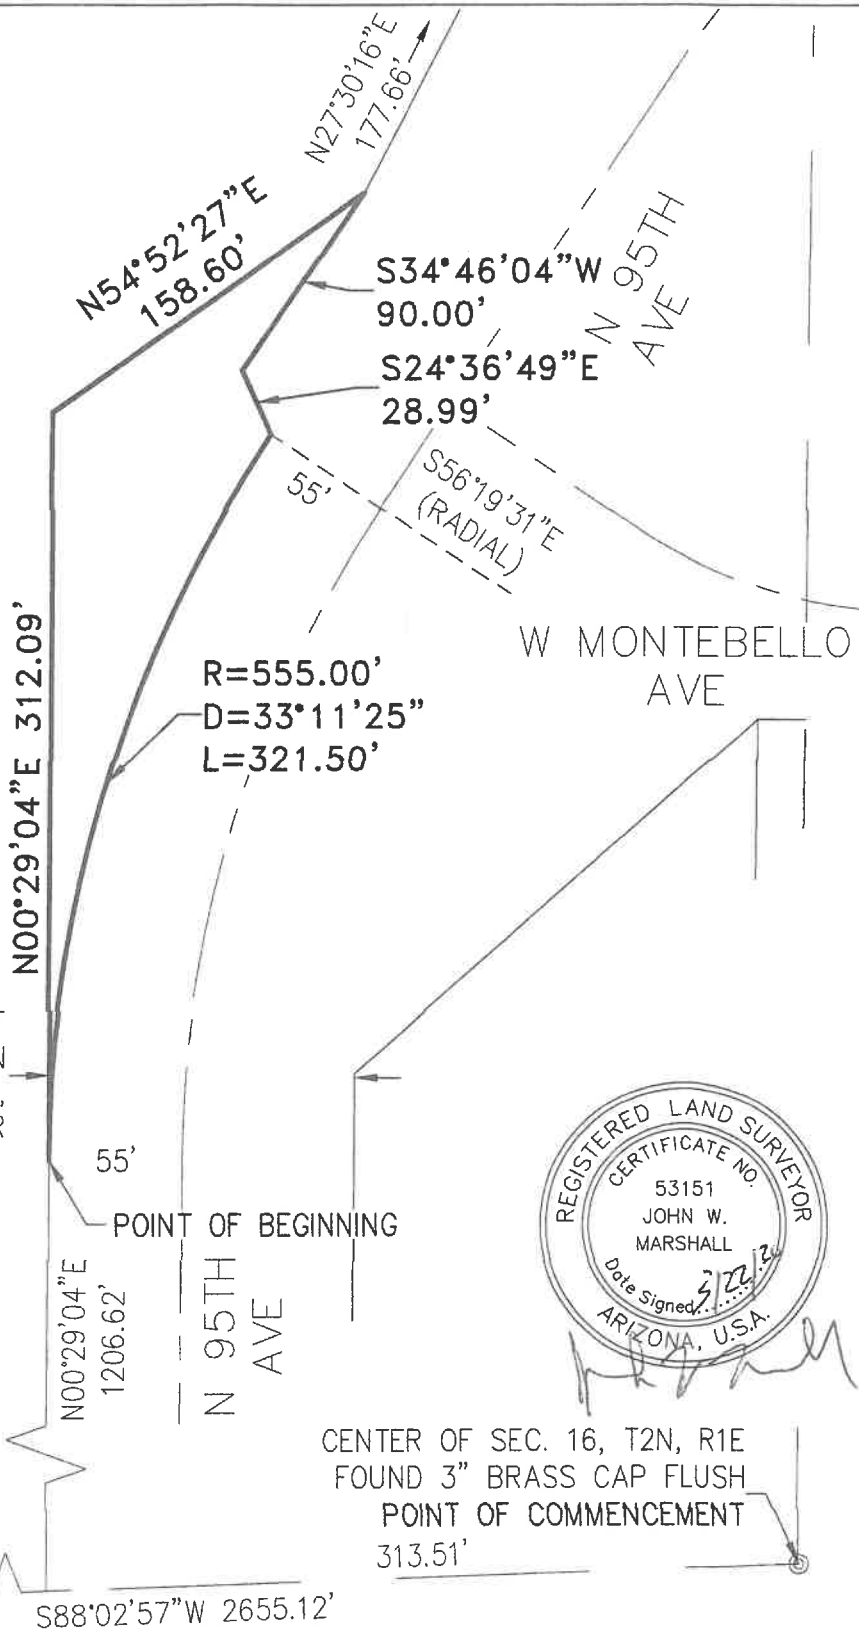 N27°30'16"E
177.66'
N54°52'27"E
158.60'
S34°46'04"W
90.00'
N 95TH
AVE
S24°36'49"E
28.99'
55'
S56°19'31"E
(RADIAL)
W MONTEBELLO
AVE
N00°29'04"E 312.09'
R=555.00'
D=33°11'25"
L=321.50'
55'
POINT OF BEGINNING
N00°29'04"E
1206.62'
N 95TH
AVE
REGISTERED LAND SURVEYOR
CERTIFICATE NO.
53151
JOHN W.
MARSHALL
Date Signed
ARIZONA, U.S.A.
CENTER OF SEC. 16, T2N, R1E
FOUND 3" BRASS CAP FLUSH
POINT OF COMMENCEMENT
313.51'
S88°02'57"W 2655.12'